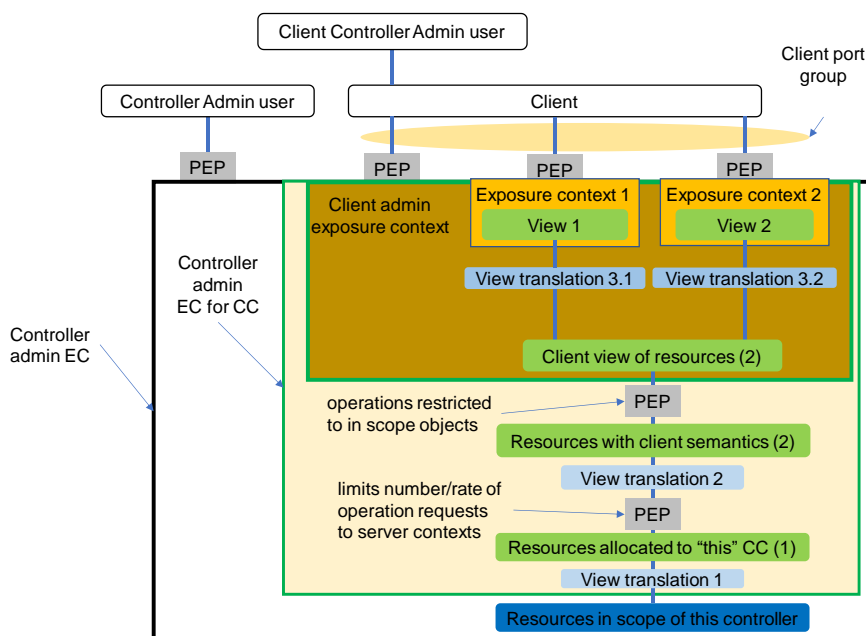 Client Controller Admin user
Client port
group
Controller Admin user
Client
PEP
PEP
PEP
PEP
Client admin
exposure context
Exposure context 1
View 1
Exposure context 2
View 2
View translation 3.1
View translation 3.2
Controller
admin
EC for CC
Controller
admin EC
Client view of resources (2)
PEP
operations restricted
to in scope objects
Resources with client semantics (2)
View translation 2
limits number/rate of
operation requests
to server contexts
PEP
Resources allocated to “this” CC (1)
View translation 1
Resources in scope of this controller